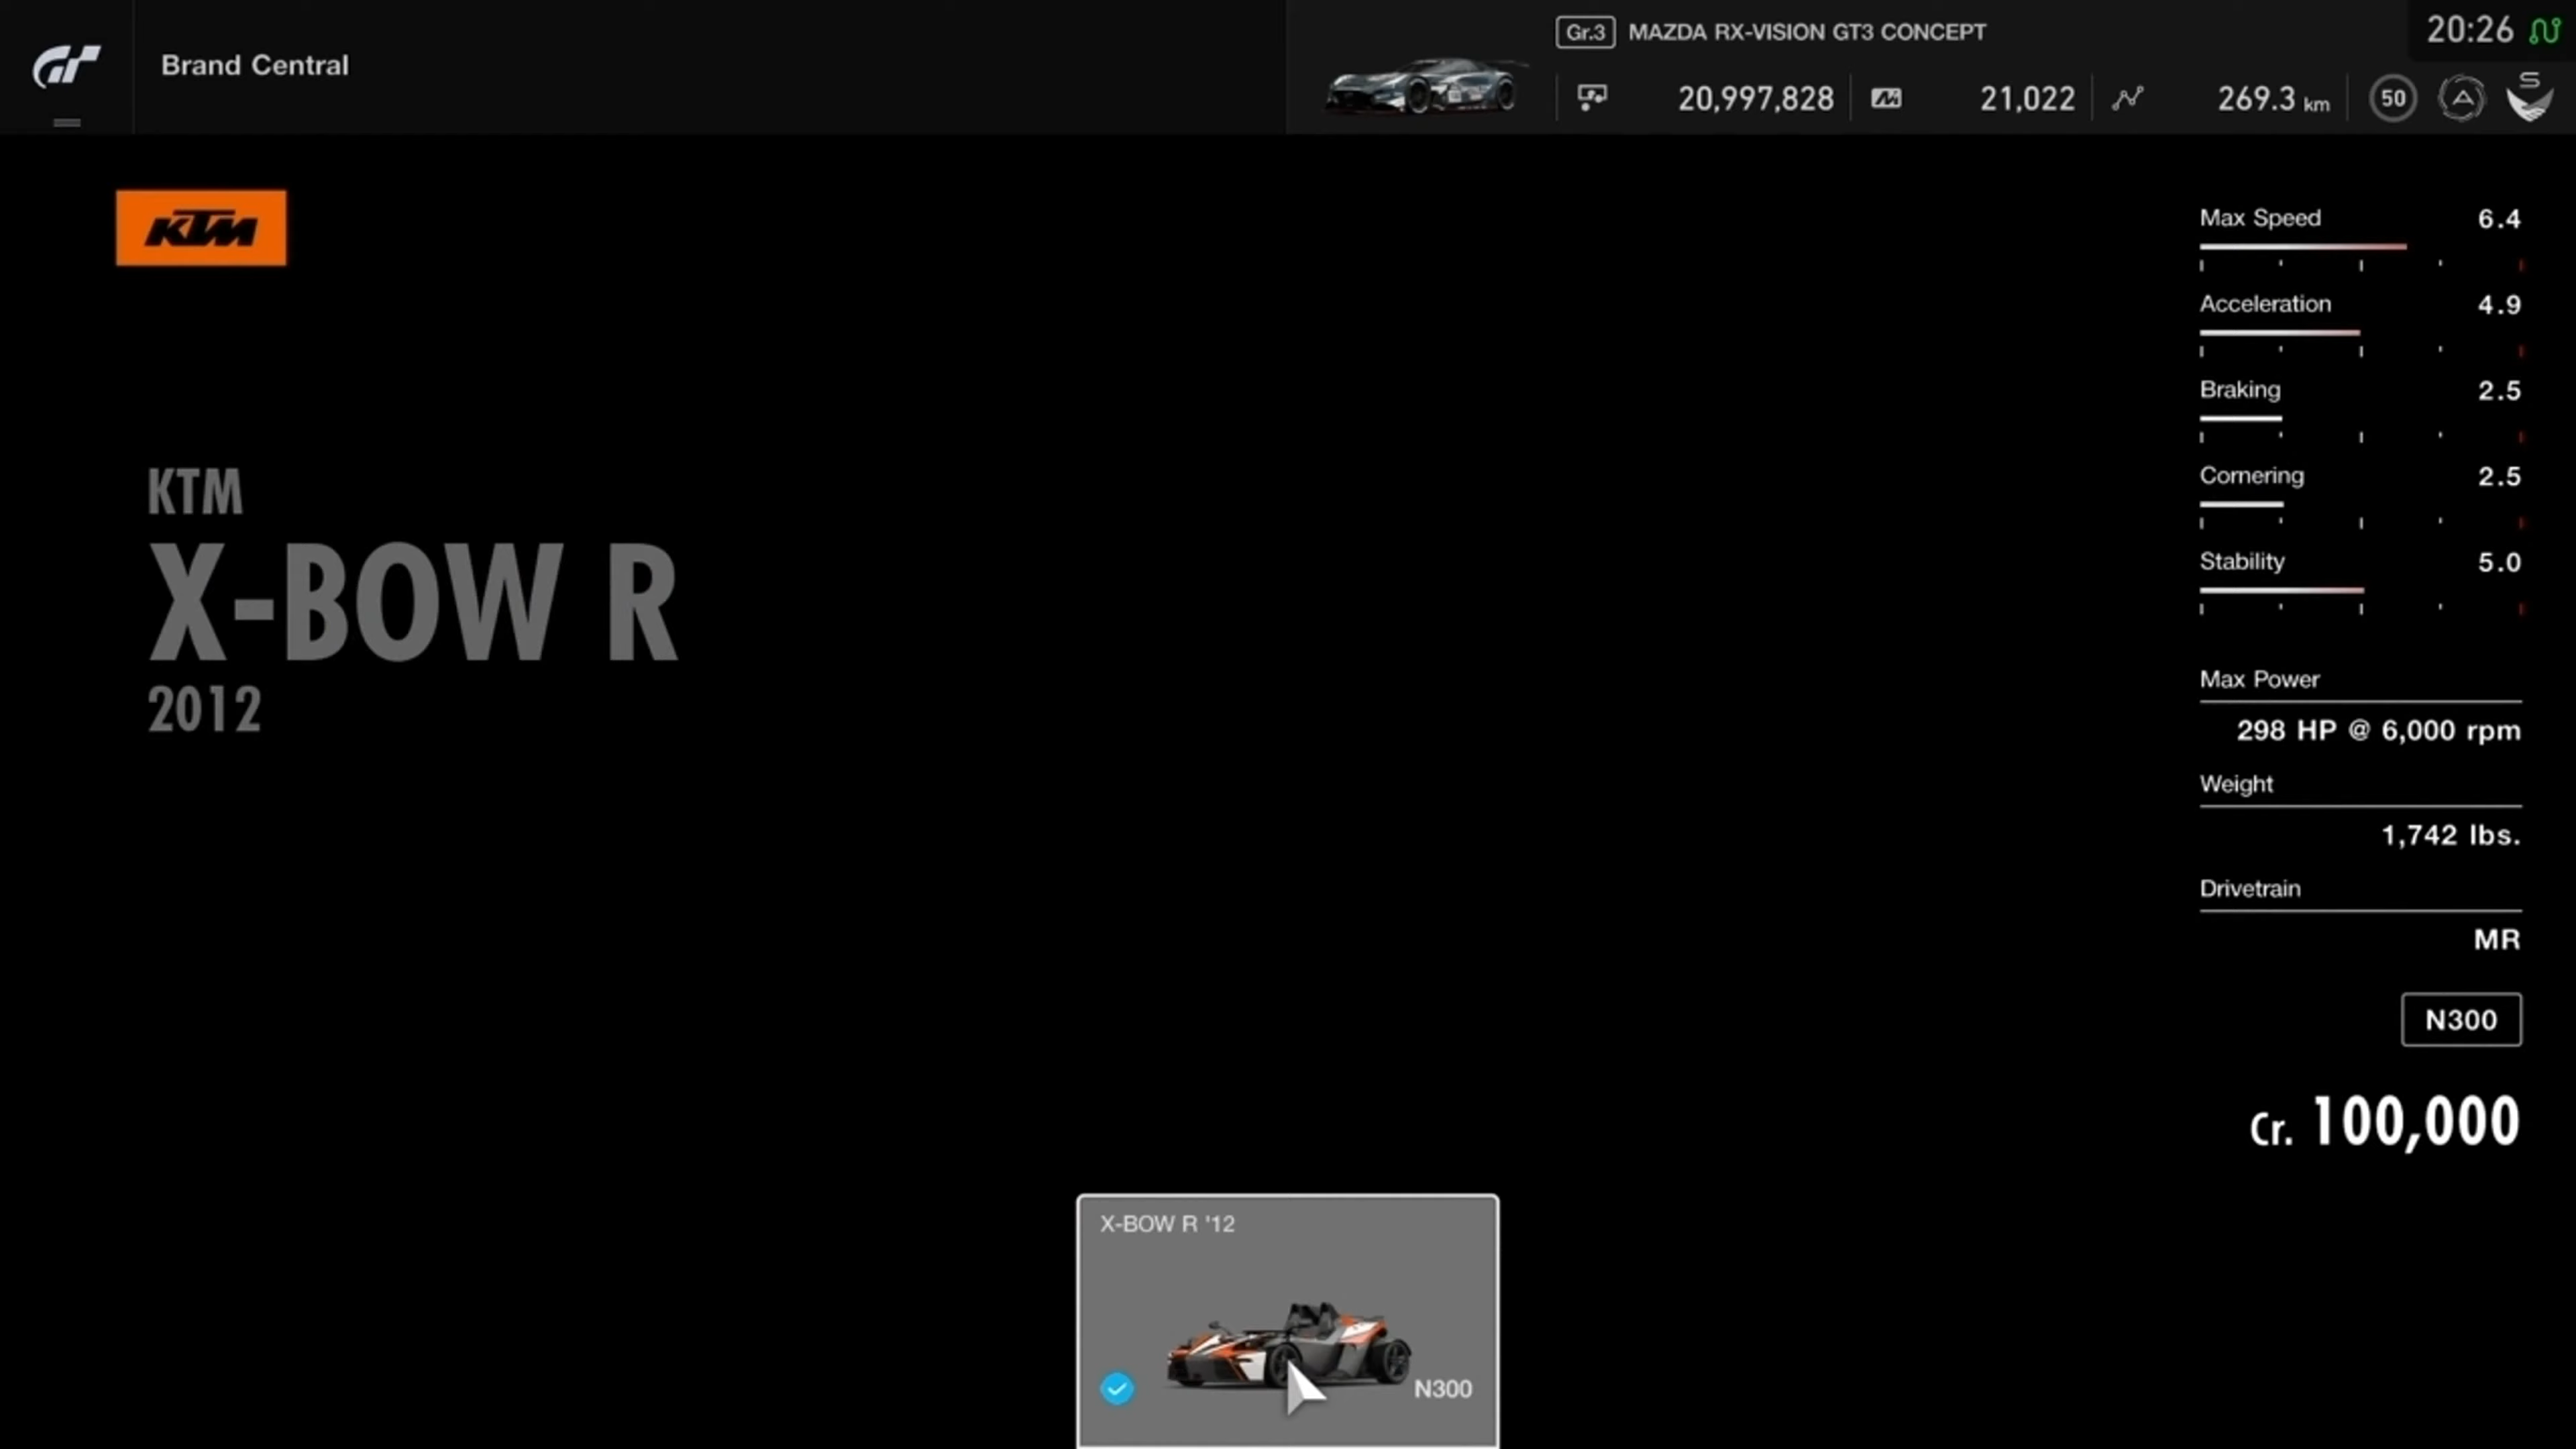 Brand Central
Gr.3 MAZDA RX-VISION GT3 CONCEPT
20:26
20,997,828
21,022
269.3 km
50
A
S
KTM
KTM
X-BOW R
2012
Max Speed 6.4
Acceleration 4.9
Braking 2.5
Cornering 2.5
Stability 5.0
Max Power
298 HP @ 6,000 rpm
Weight
1,742 lbs.
Drivetrain
MR
N300
Cr. 100,000
X-BOW R '12
N300